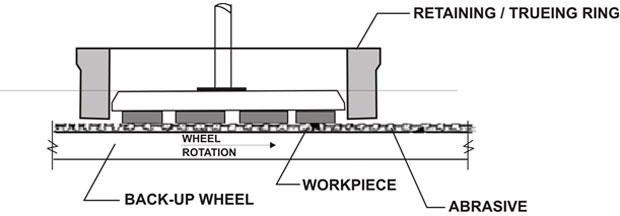 RETAINING / TRUEING RING
WHEEL
ROTATION
WORKPIECE
BACK-UP WHEEL
ABRASIVE